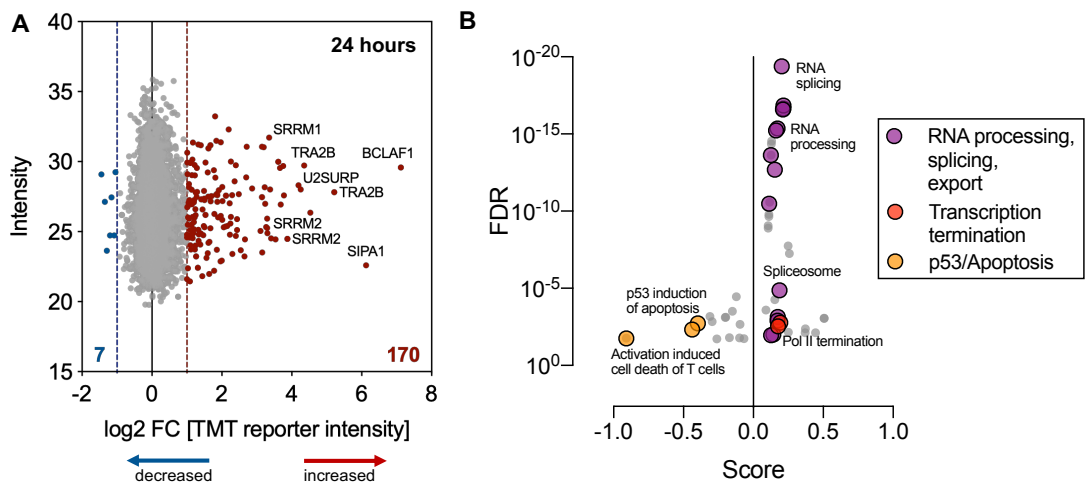 A
24 hours
40
35
30
25
20
15
Intensity
SRRM1
TRA2B
BCLAF1
U2SURP
TRA2B
SRRM2
SRRM2
SIPA1
7
170
-2
0
2
4
6
8
log2 FC [TMT reporter intensity]
decreased
increased
B
10-20
10-15
10-10
10-5
100
FDR
RNA
splicing
RNA
processing
Spliceosome
p53 induction
of apoptosis
Pol II termination
Activation induced
cell death of T cells
-1.0
-0.5
0.0
0.5
1.0
Score
RNA processing,
splicing,
export
Transcription
termination
p53/Apoptosis